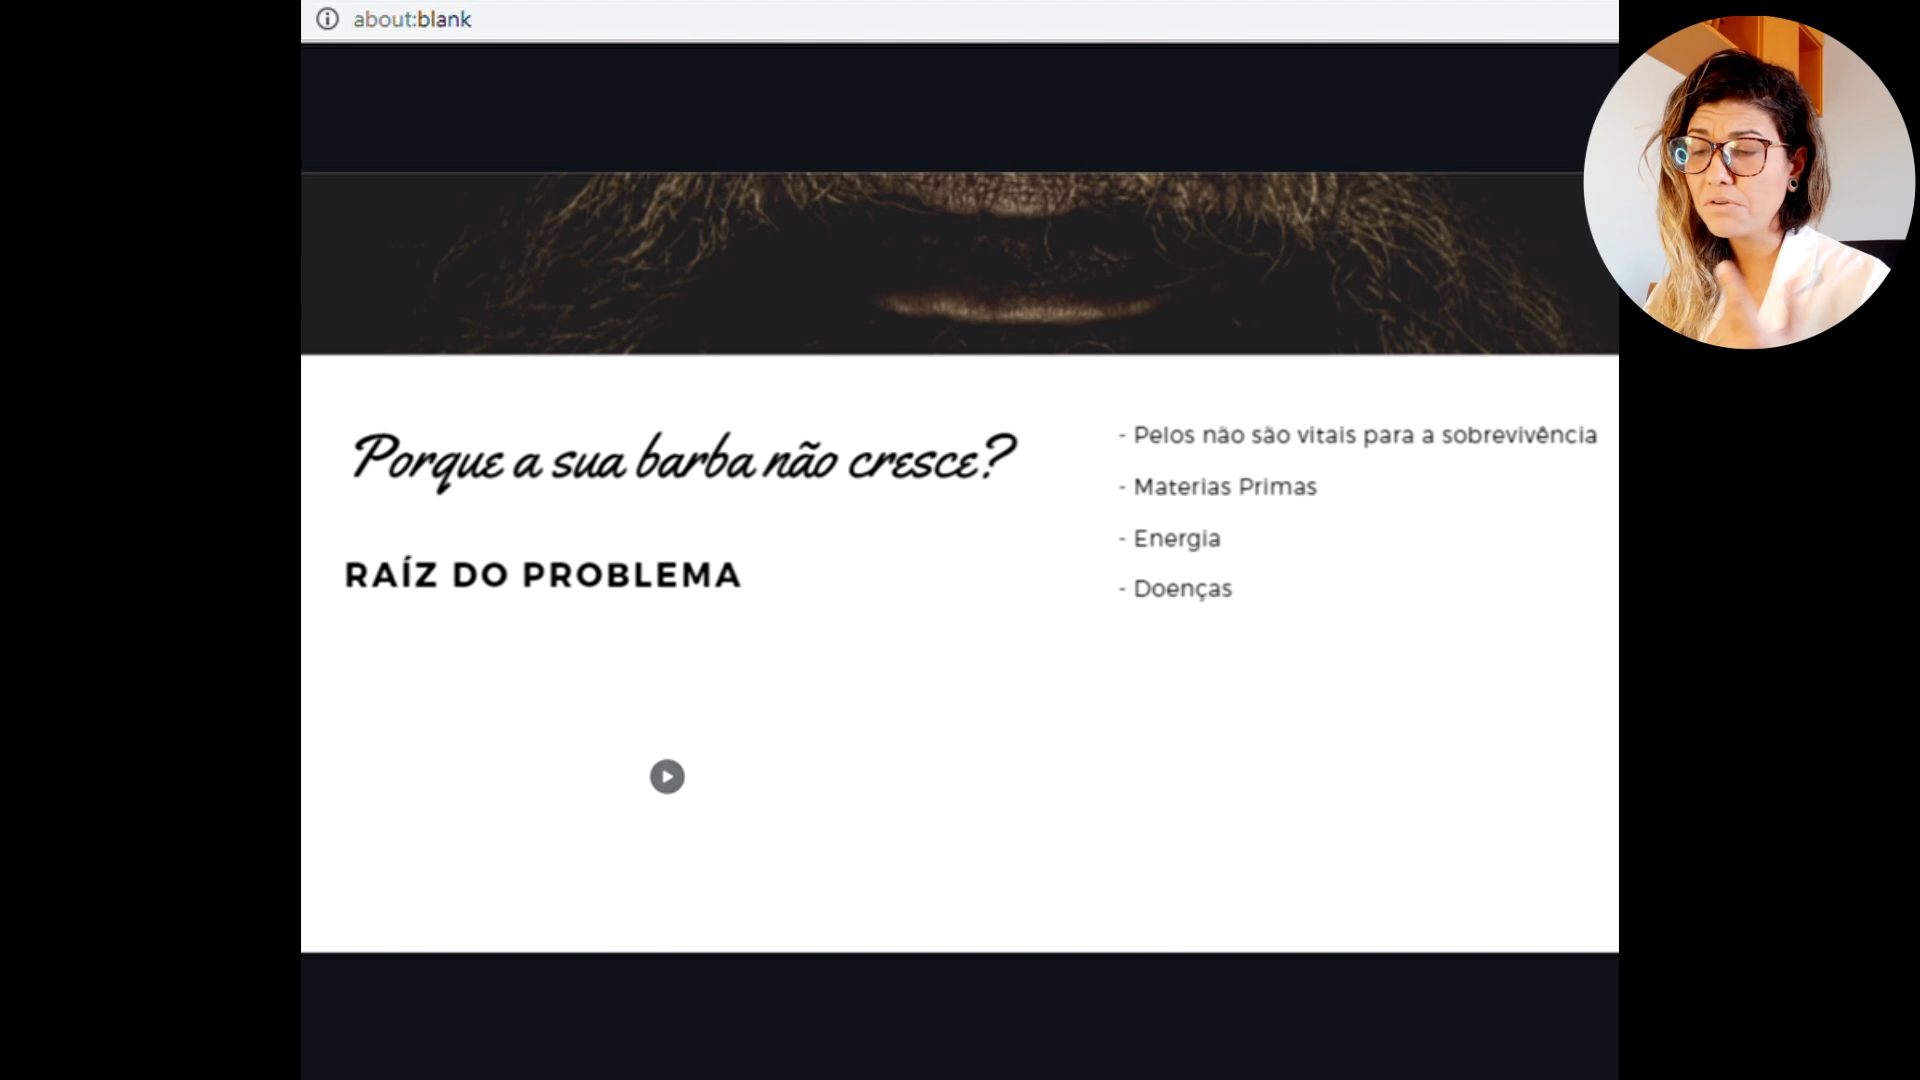 about:blank
Porque a sua barba não cresce?
RAÍZ DO PROBLEMA
- Pelos não são vitais para a sobrevivência
- Materias Primas
- Energia
- Doenças